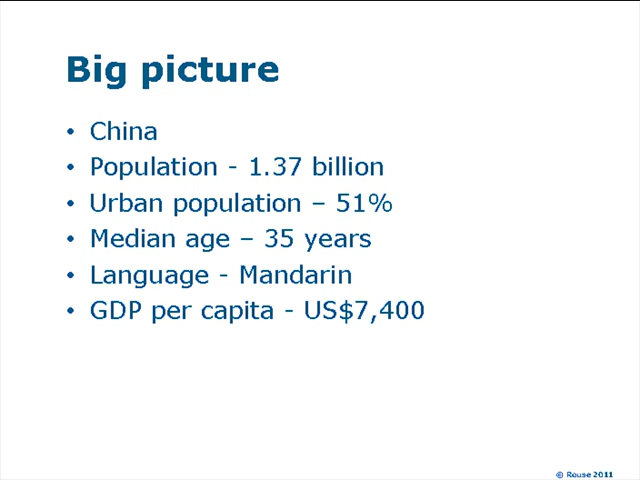 Big picture
• China
• Population - 1.37 billion
• Urban population – 51%
• Median age – 35 years
• Language - Mandarin
• GDP per capita - US$7,400
© Rouse 2011